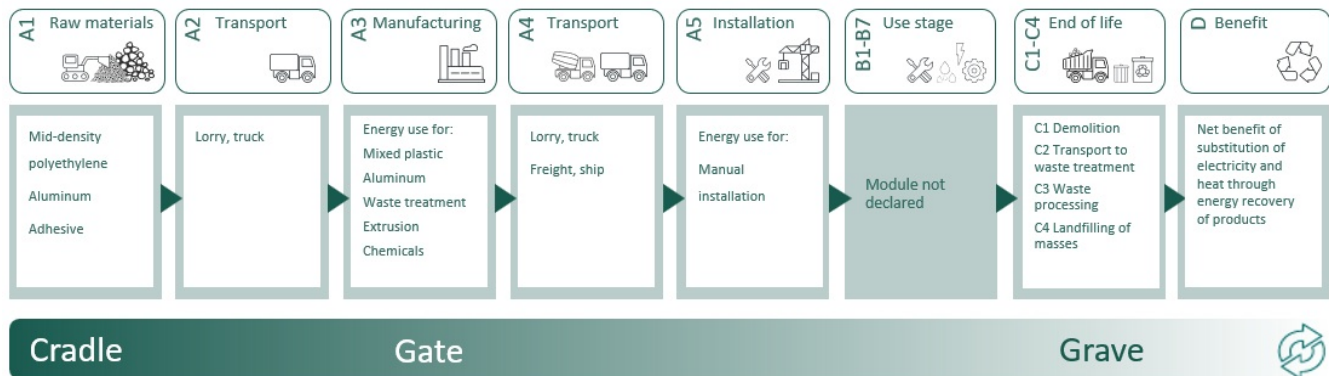 A1 Raw materials
A2 Transport
A3 Manufacturing
A4 Transport
A5 Installation
B1-B7 Use stage
C1-C4 End of life
D Benefit
Mid-density
polyethylene
Aluminum
Adhesive
Lorry, truck
Energy use for:
Mixed plastic
Aluminum
Waste treatment
Extrusion
Chemicals
Lorry, truck
Freight, ship
Energy use for:
Manual
installation
Module not
declared
C1 Demolition
C2 Transport to
waste treatment
C3 Waste
processing
C4 Landfilling of
masses
Net benefit of
substitution of
electricity and
heat through
energy recovery
of products
Cradle
Gate
Grave